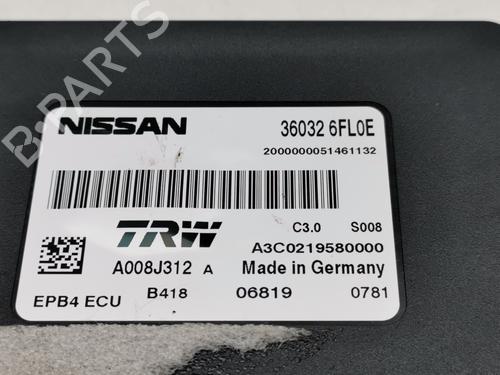 B-PARTS
NISSAN 36032 6FL0E
2000000051461132
TRW C3.0 S008
A3C0219580000
A008J312 A Made in Germany
EPB4 ECU B418 06819 0781